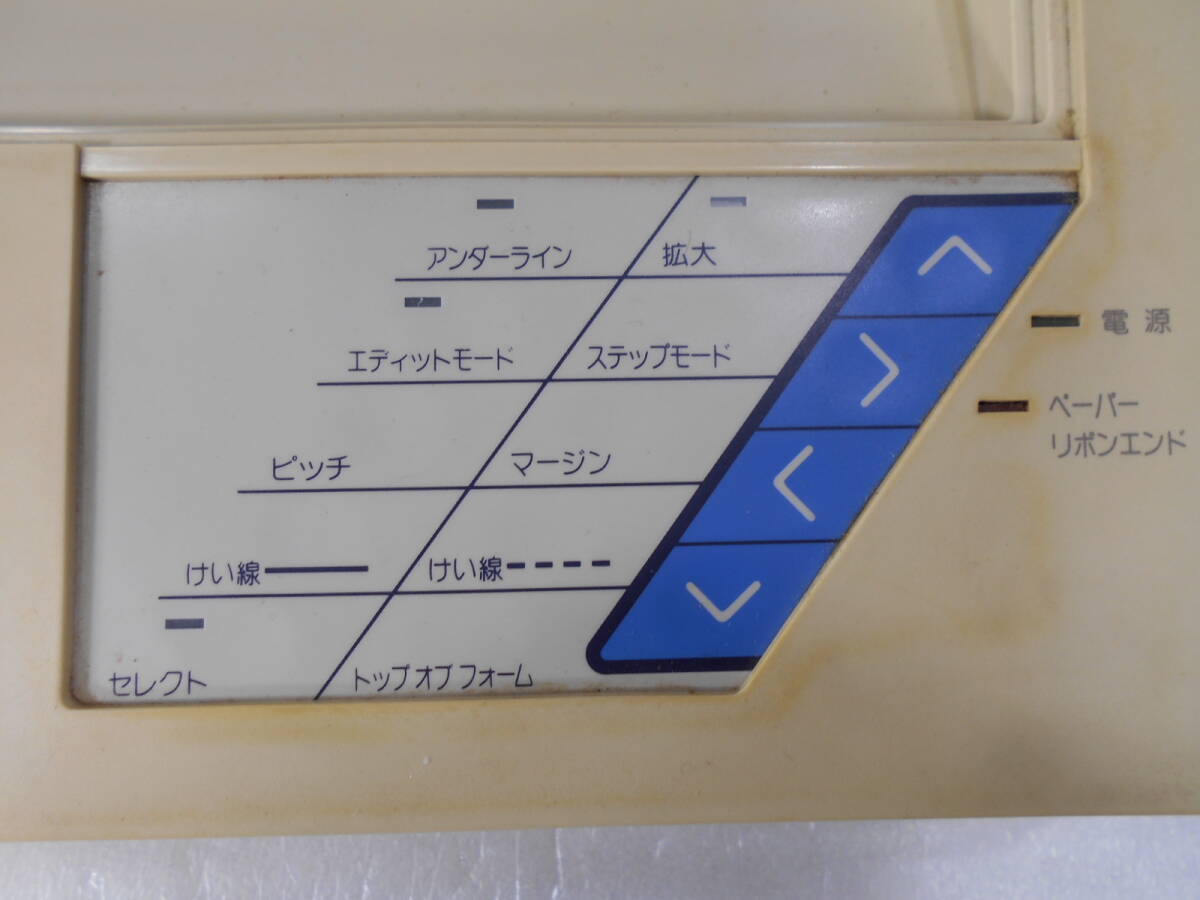 アンダーライン 拡大
エディットモード ステップモード
ピッチ マージン
けい線 けい線
セレクト トップオブフォーム
電源
ペーパー
リボンエンド